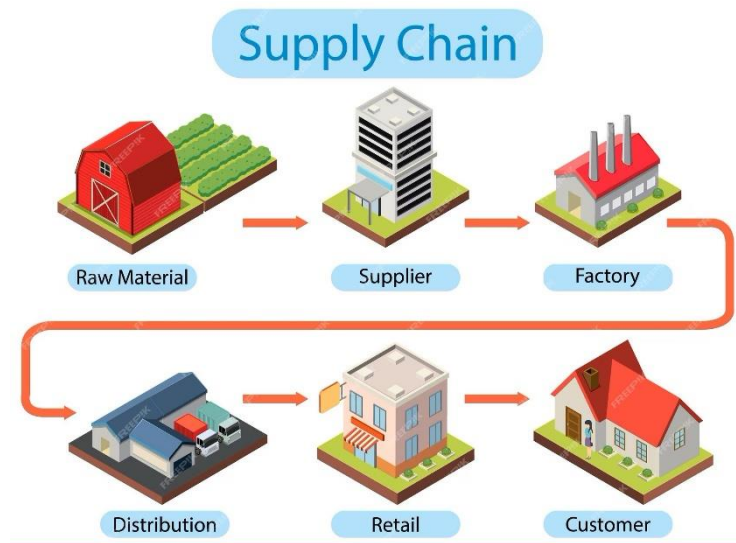 Supply Chain
Raw Material
Supplier
Factory
Distribution
Retail
Customer